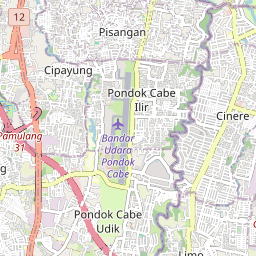 12
Pisangan
Cipayung
Pondok Cabe
Ilir
Cinere
Pamulang
31
Bandar
Udara
Pondok
Cabe
g
Pondok Cabe
Udik
Limo